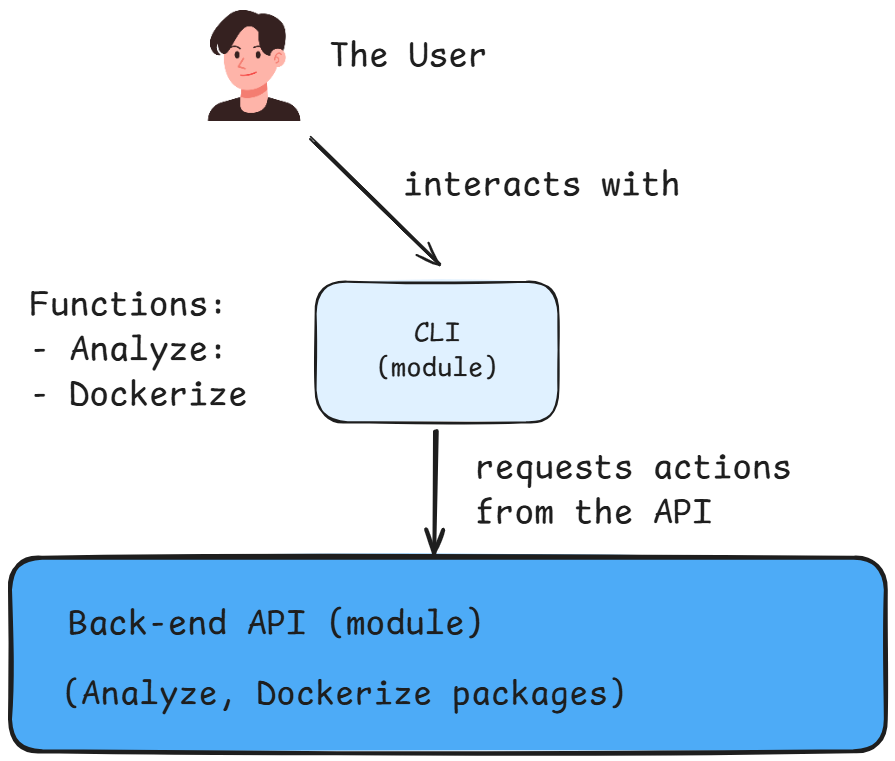 The User
interacts with
Functions:
- Analyze:
- Dockerize
CLI
(module)
requests actions
from the API
Back-end API (module)
(Analyze, Dockerize packages)